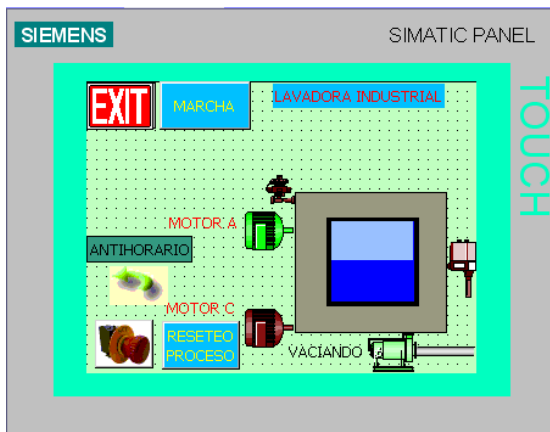 SIEMENS
SIMATIC PANEL
TOUCH
EXIT
MARCHA
LAVADORA INDUSTRIAL
MOTOR A
ANTIHORARIO
MOTOR C
RESETEO
PROCESO
VACIANDO